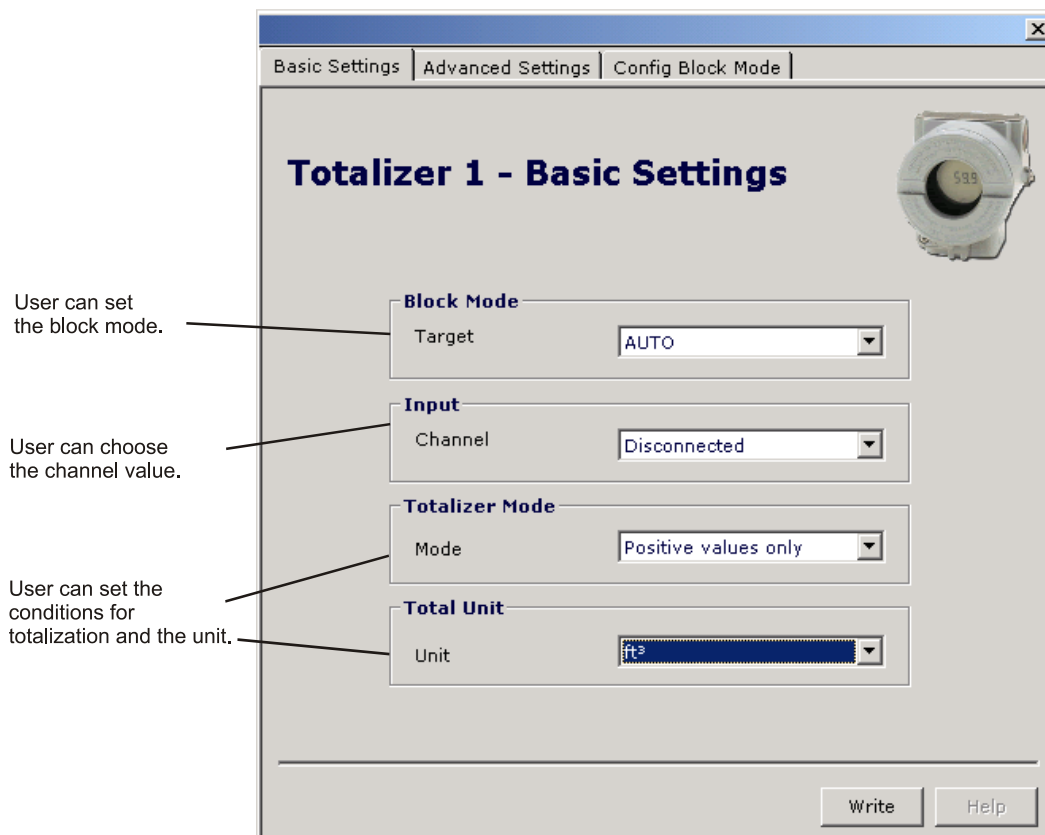 Basic Settings Advanced Settings Config Block Mode
Totalizer 1 - Basic Settings
59.9
User can set
the block mode.
Block Mode
Target AUTO
User can choose
the channel value.
Input
Channel Disconnected
Totalizer Mode
Mode Positive values only
User can set the
conditions for
totalization and the unit.
Total Unit
Unit ft³
Write Help